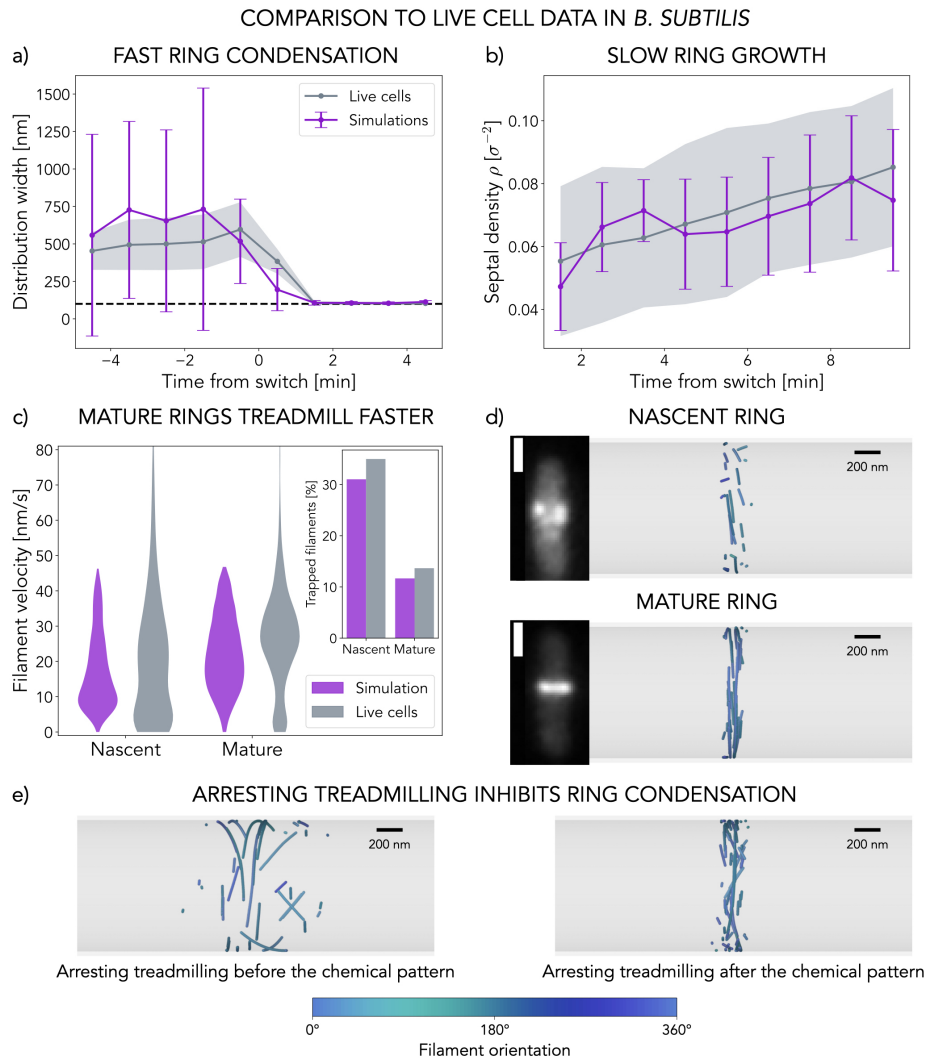 COMPARISON TO LIVE CELL DATA IN B. SUBTILIS
a)
FAST RING CONDENSATION
1500
1250
1000
750
500
250
0
Distribution width [nm]
Live cells
Simulations
−4
−2
0
2
4
Time from switch [min]
b)
SLOW RING GROWTH
0.10
0.08
0.06
0.04
Septal density ρ [σ⁻²]
2
4
6
8
Time from switch [min]
c)
MATURE RINGS TREADMILL FASTER
80
70
60
50
40
30
20
10
0
Filament velocity [nm/s]
Nascent
Mature
Trapped filaments [%]
30
20
10
0
Nascent
Mature
Simulation
Live cells
d)
NASCENT RING
200 nm
MATURE RING
200 nm
e)
ARRESTING TREADMILLING INHIBITS RING CONDENSATION
200 nm
200 nm
Arresting treadmilling before the chemical pattern
Arresting treadmilling after the chemical pattern
0°
180°
360°
Filament orientation